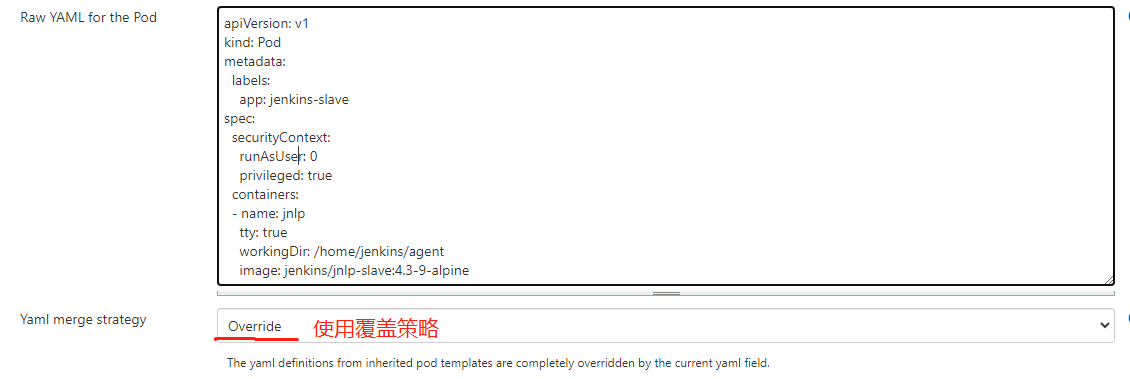 Raw YAML for the Pod
apiVersion: v1
kind: Pod
metadata:
  labels:
    app: jenkins-slave
spec:
  securityContext:
    runAsUser: 0
    privileged: true
  containers:
  - name: jnlp
    tty: true
    workingDir: /home/jenkins/agent
    image: jenkins/jnlp-slave:4.3-9-alpine
Yaml merge strategy
Override 使用覆盖策略
The yaml definitions from inherited pod templates are completely overridden by the current yaml field.